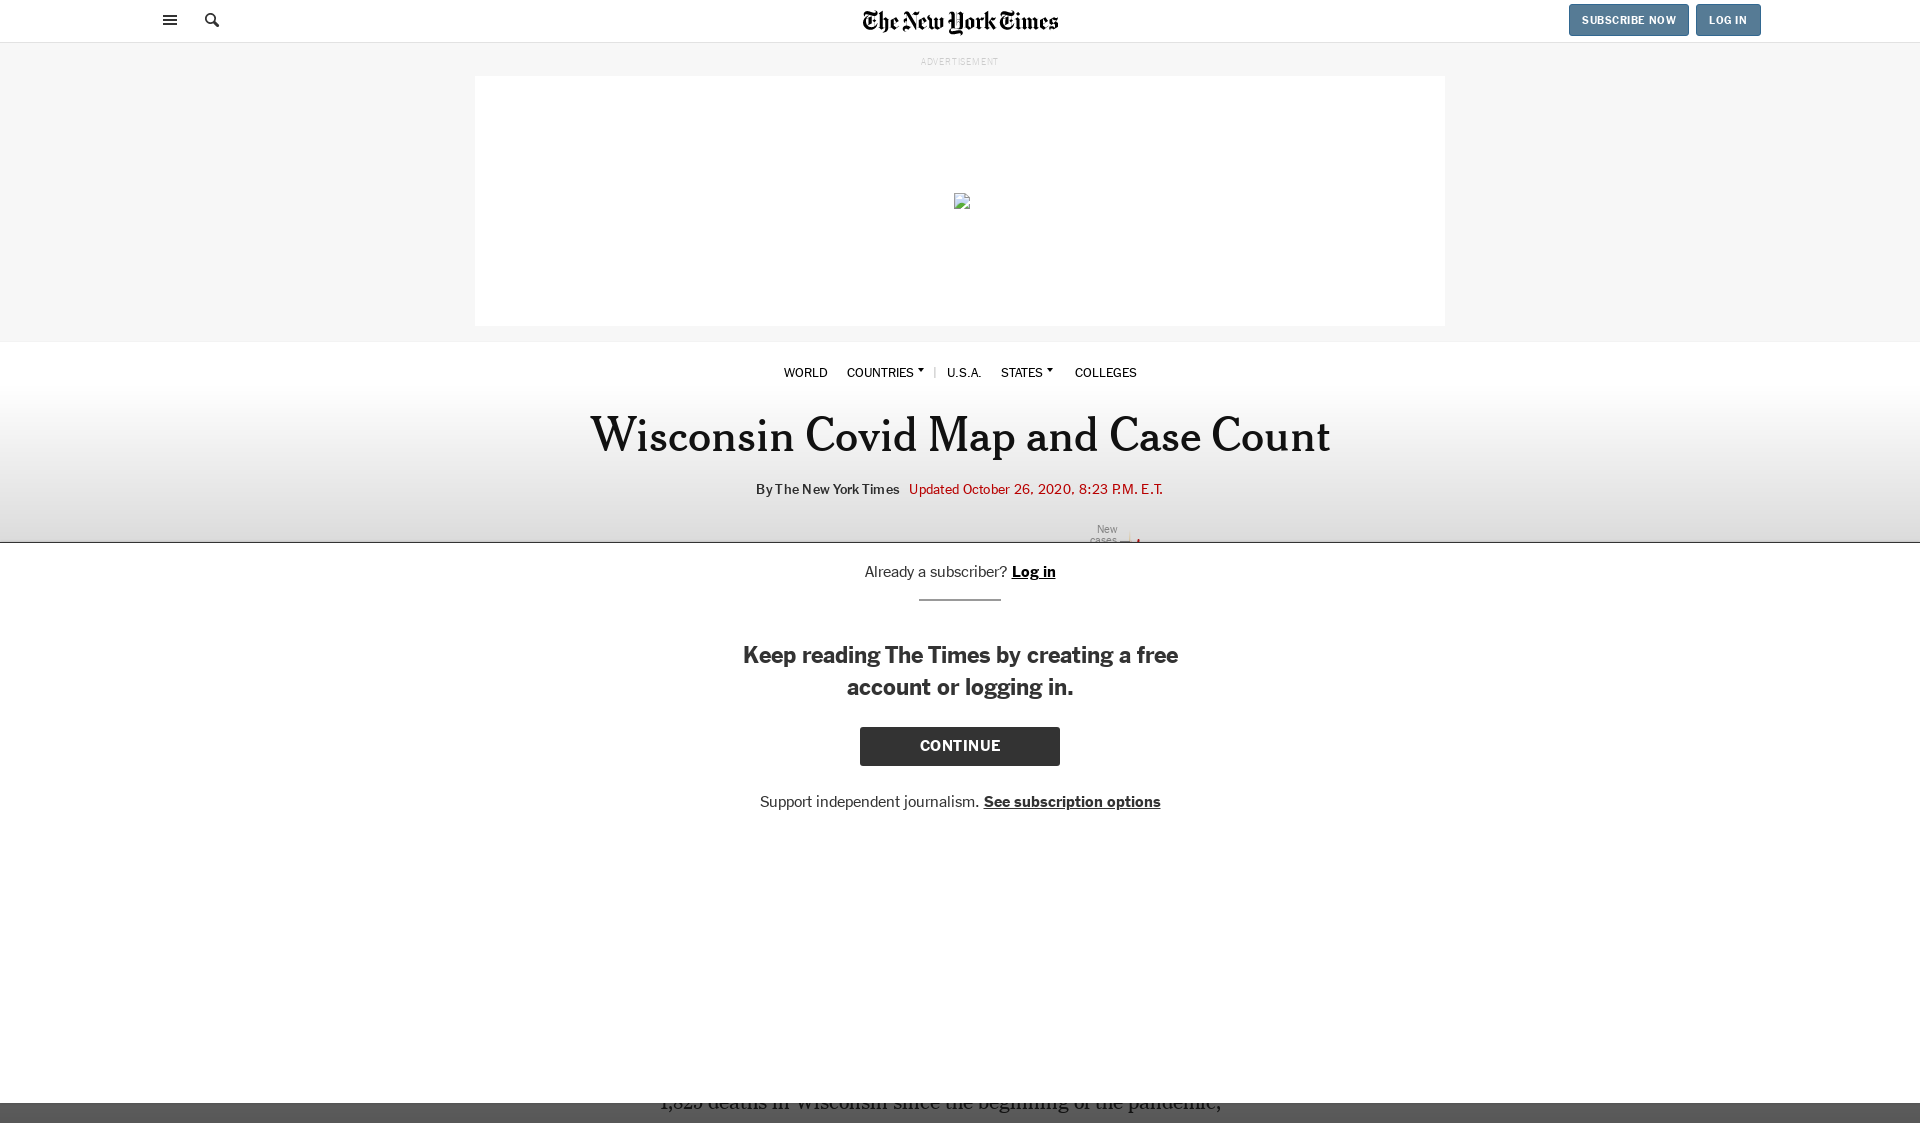 The New York Times
SUBSCRIBE NOW
LOG IN
ADVERTISEMENT
WORLD COUNTRIES | U.S.A. STATES COLLEGES
Wisconsin Covid Map and Case Count
By The New York Times Updated October 26, 2020, 8:23 P.M. E.T.
New
cases
Already a subscriber? Log in
Keep reading The Times by creating a free
account or logging in.
CONTINUE
Support independent journalism. See subscription options
deaths in Wisconsin since the beginning of the pandemic,